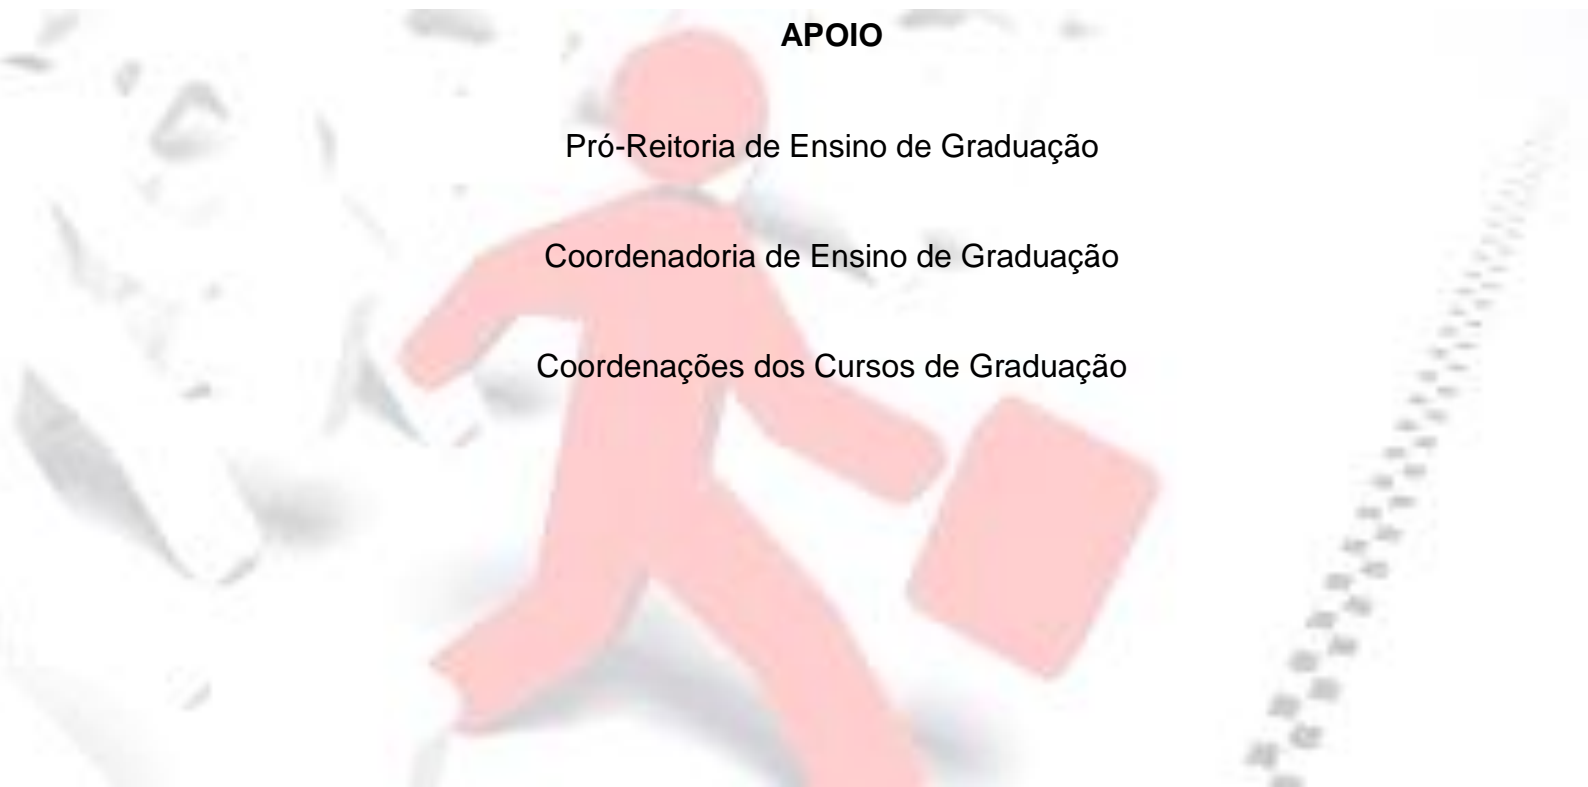 APOIO
Pró-Reitoria de Ensino de Graduação
Coordenadoria de Ensino de Graduação
Coordenações dos Cursos de Graduação